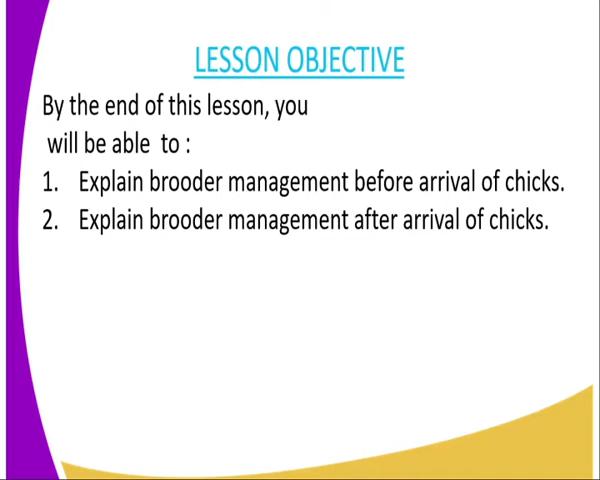 LESSON OBJECTIVE
By the end of this lesson, you
will be able to :
1. Explain brooder management before arrival of chicks.
2. Explain brooder management after arrival of chicks.